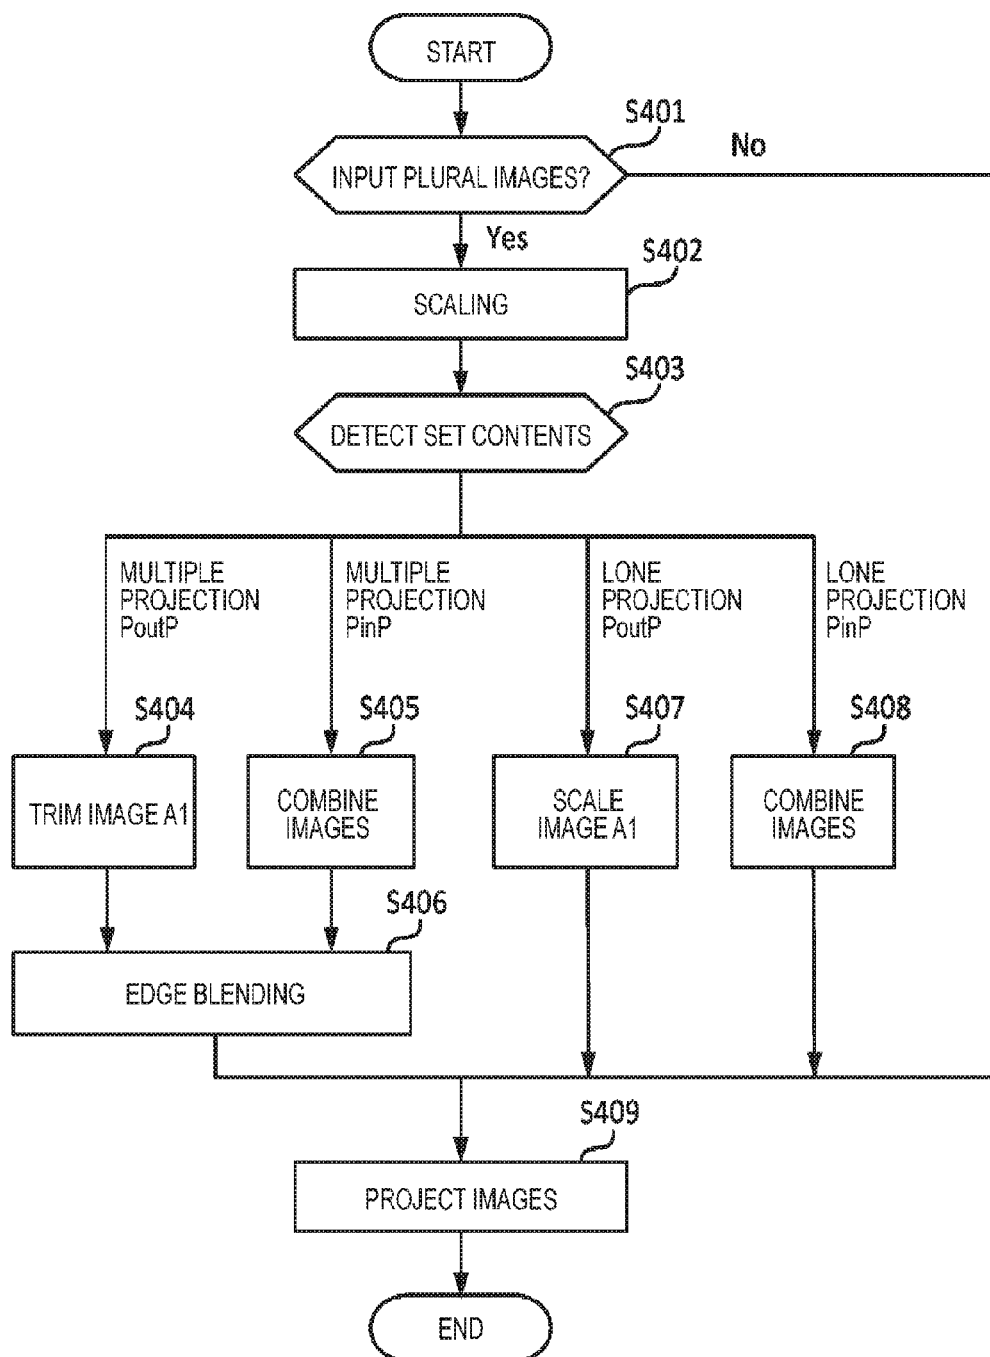 START
S401
No
INPUT PLURAL IMAGES?
Yes
S402
SCALING
S403
DETECT SET CONTENTS
MULTIPLE
PROJECTION
PoutP
MULTIPLE
PROJECTION
PinP
LONE
PROJECTION
PoutP
LONE
PROJECTION
PinP
S404
S405
S407
S408
TRIM IMAGE A1
COMBINE
IMAGES
SCALE
IMAGE A1
COMBINE
IMAGES
S406
EDGE BLENDING
S409
PROJECT IMAGES
END